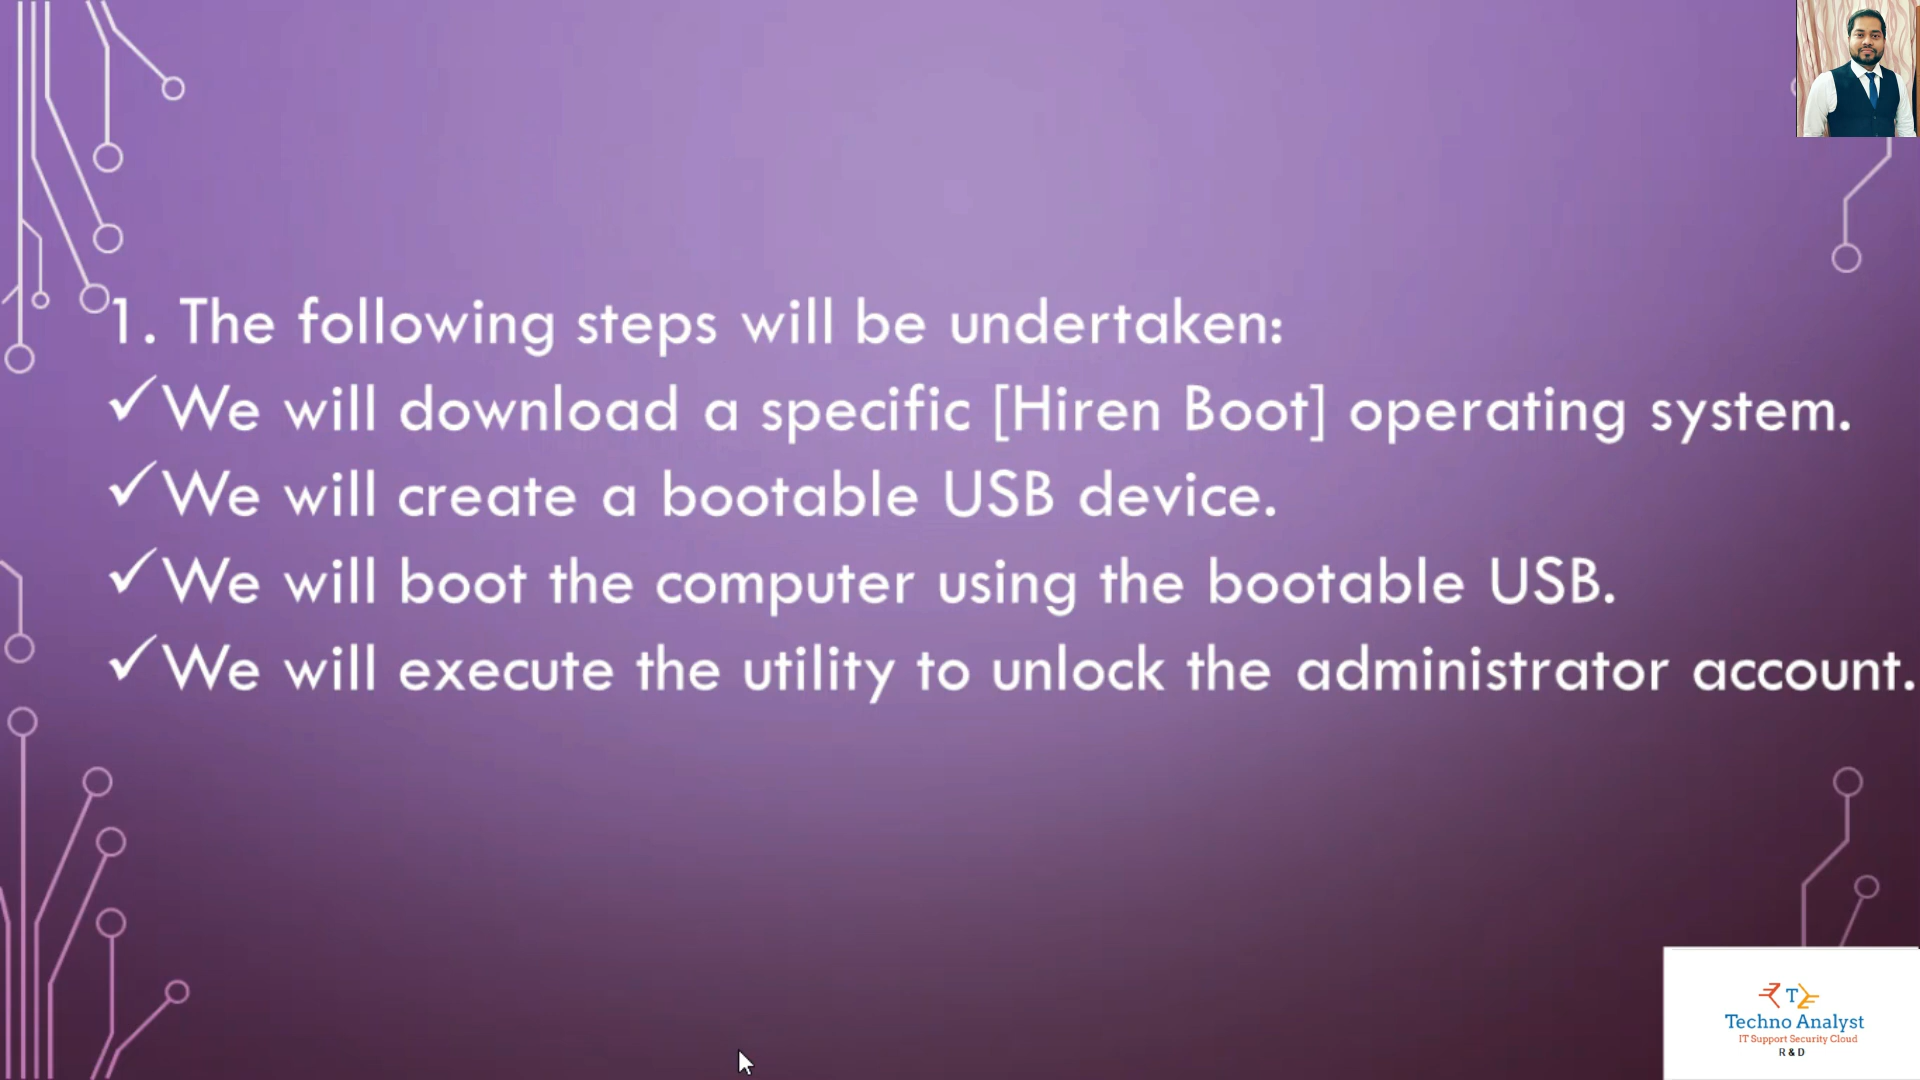 1. The following steps will be undertaken:
✓We will download a specific [Hiren Boot] operating system.
✓We will create a bootable USB device.
✓We will boot the computer using the bootable USB.
✓We will execute the utility to unlock the administrator account.
T
Techno Analyst
IT Support Security Cloud
R & D